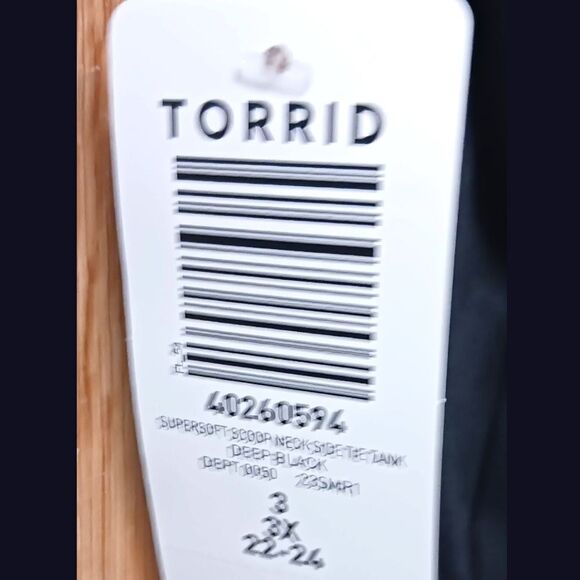 TORRID
40260594
SUPERSOFT SCOOP NECK SIDE TIE TANK
DEEP BLACK
DEPT 0050 23SMR1
3
3X
22-24